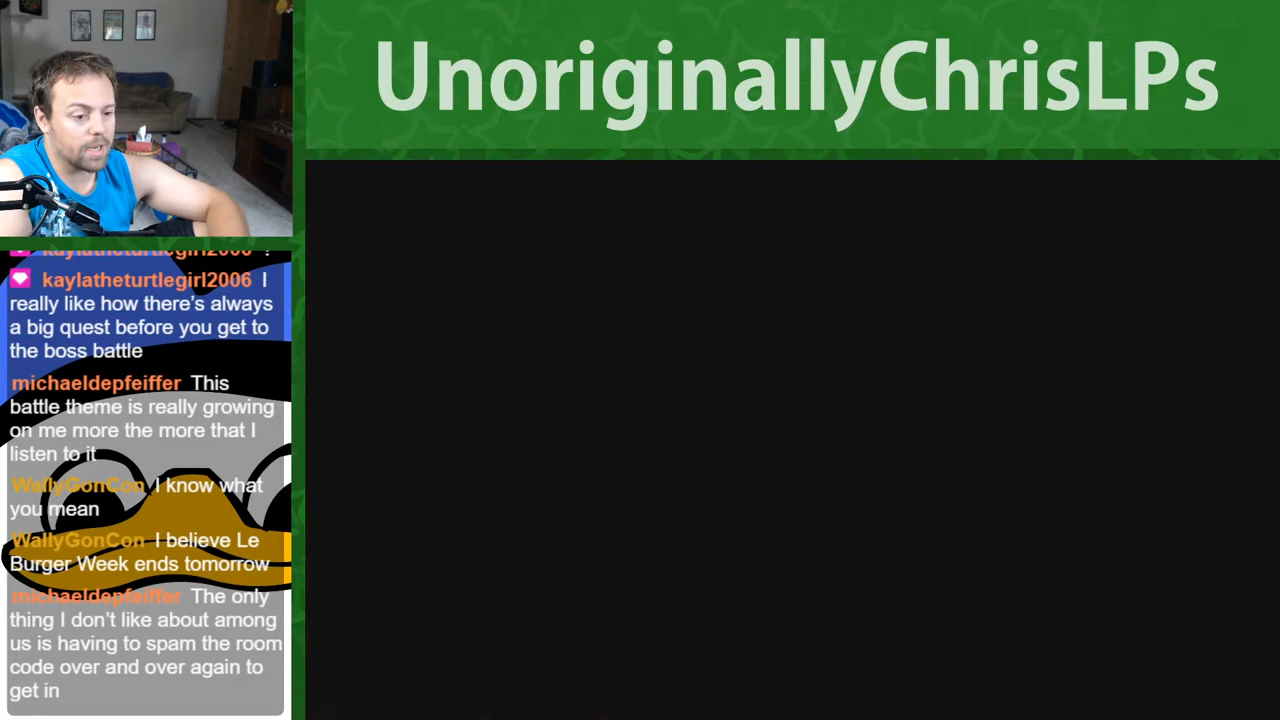 UnoriginallyChrisLPs
kaylatheturtlegirl2006 !
kaylatheturtlegirl2006 I
really like how there's always
a big quest before you get to
the boss battle
michaeldepfeiffer This
battle theme is really growing
on me more the more that I
listen to it
WallyGonCon I know what
you mean
WallyGonCon I believe Le
Burger Week ends tomorrow
michaeldepfeiffer The only
thing I don't like about among
us is having to spam the room
code over and over again to
get in